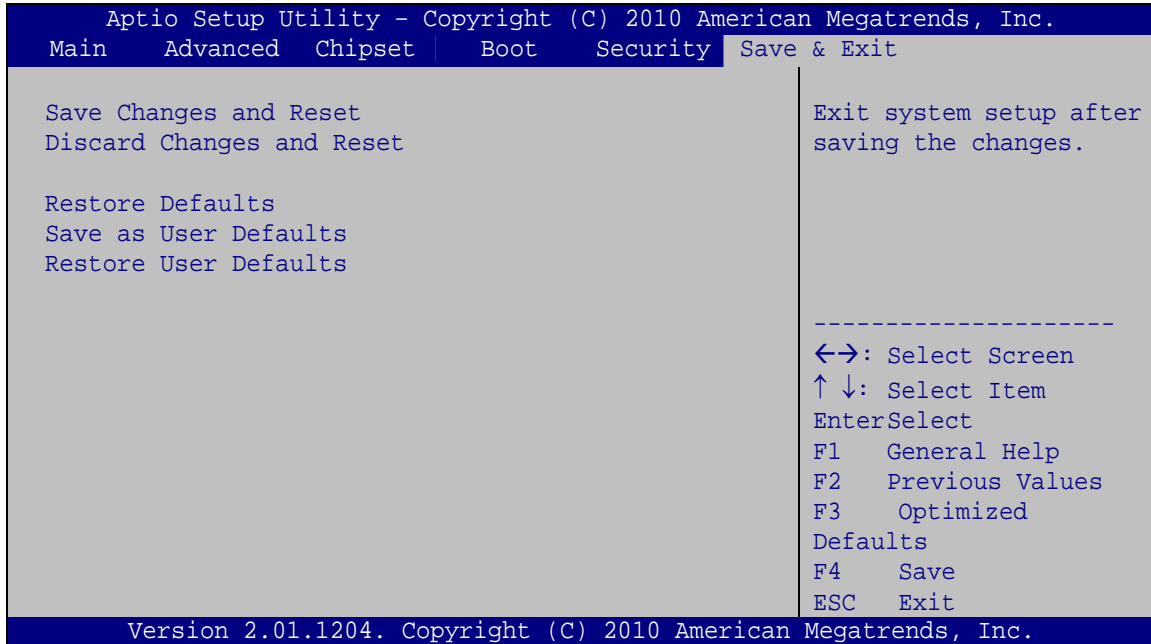 Aptio Setup Utility – Copyright (C) 2010 American Megatrends, Inc.
Main Advanced Chipset Boot Security Save & Exit
Save Changes and Reset
Discard Changes and Reset
Restore Defaults
Save as User Defaults
Restore User Defaults
Exit system setup after
saving the changes.
---------------------
←→: Select Screen
↑ ↓: Select Item
EnterSelect
F1 General Help
F2 Previous Values
F3 Optimized
Defaults
F4 Save
ESC Exit
Version 2.01.1204. Copyright (C) 2010 American Megatrends, Inc.